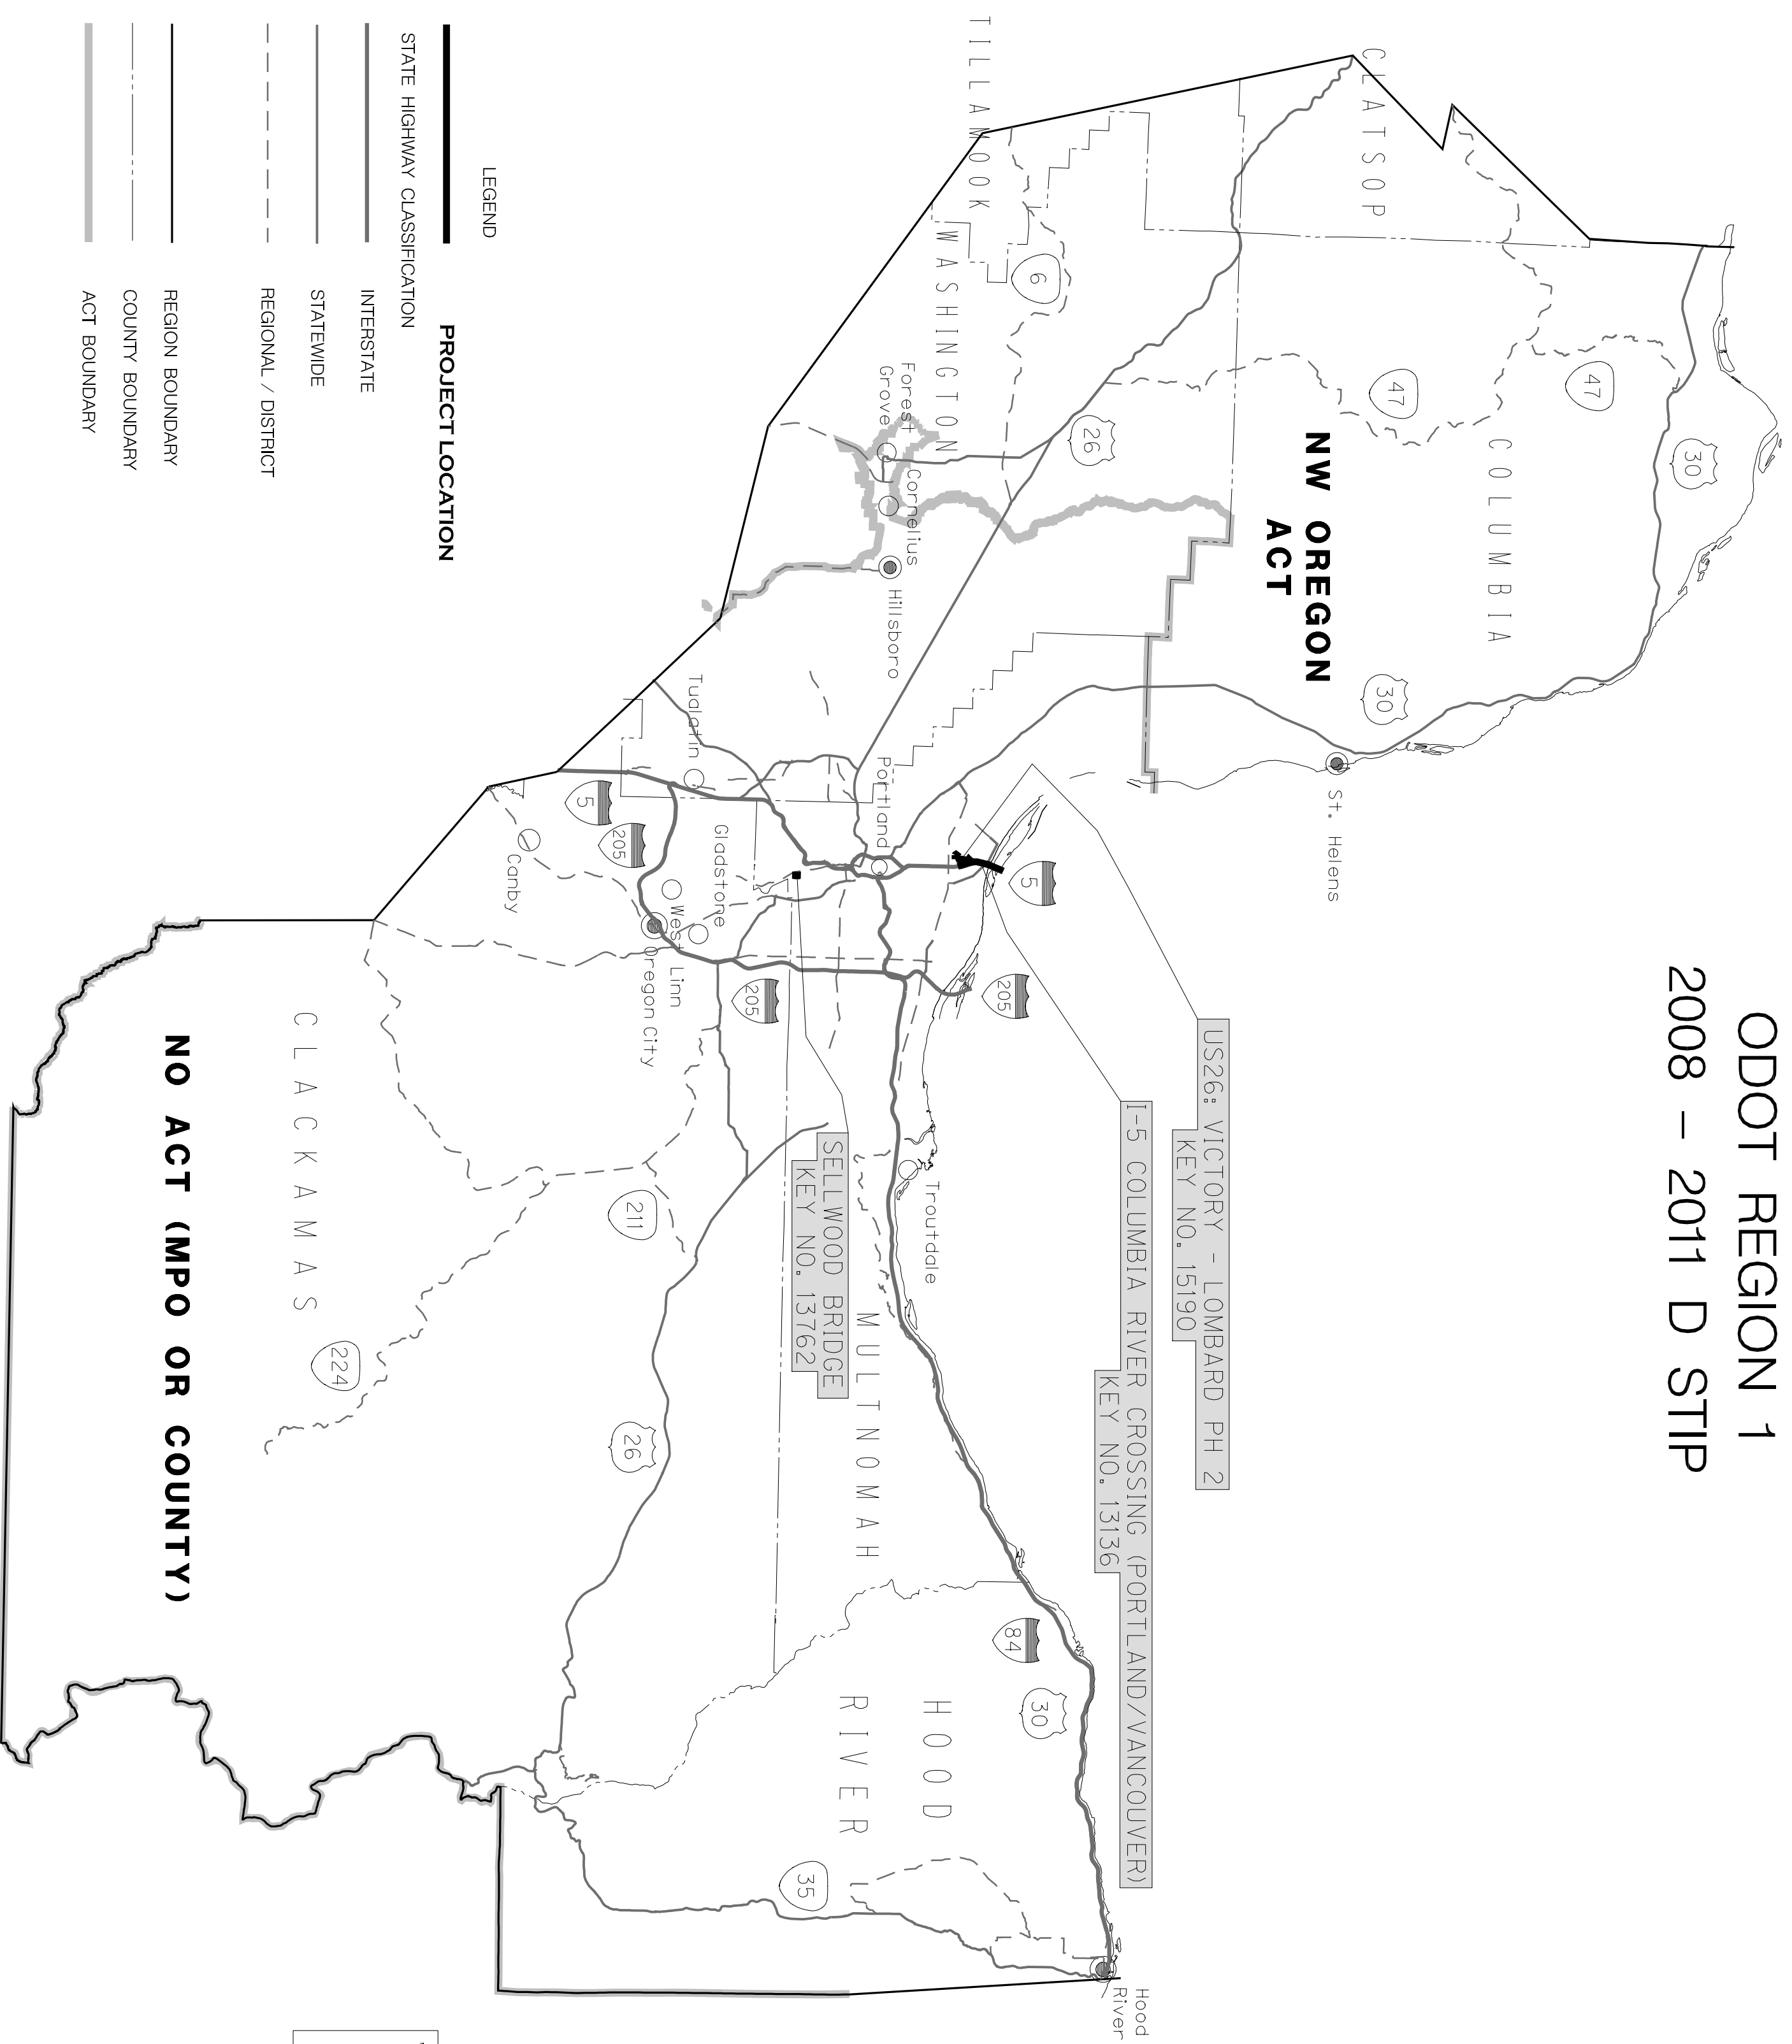 ODOT REGION 1
2008 - 2011 D STIP
CLATSOP
TILLAMOOK
WASHINGTON
COLUMBIA
NW OREGON
ACT
47
47
30
30
26
6
Forest
Grove
Cornelius
Hillsboro
St. Helens
Tualatin
Portland
Gladstone
West Linn
Oregon City
Canby
Troutdale
5
205
5
205
205
US26: VICTORY - LOMBARD PH 2
KEY NO. 15190
I-5 COLUMBIA RIVER CROSSING (PORTLAND/VANCOUVER)
KEY NO. 13136
SELLWOOD BRIDGE
KEY NO. 13762
MULTNOMAH
HOOD
RIVER
84
30
35
Hood
River
211
26
224
CLACKAMAS
NO ACT (MPO OR COUNTY)
LEGEND
PROJECT LOCATION
STATE HIGHWAY CLASSIFICATION
INTERSTATE
STATEWIDE
REGIONAL / DISTRICT
REGION BOUNDARY
COUNTY BOUNDARY
ACT BOUNDARY